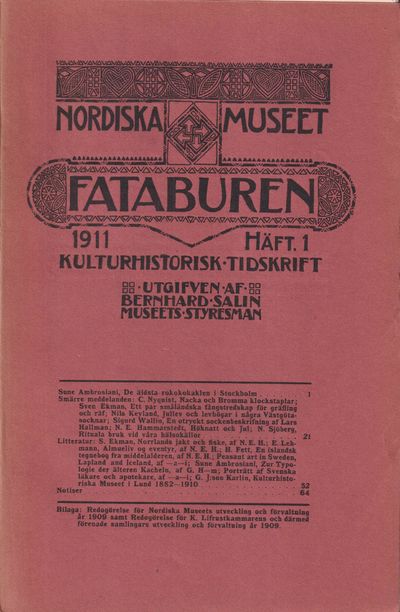 NORDISKA MUSEET
FATABUREN
1911 HÄFT. 1
KULTURHISTORISK·TIDSKRIFT
·UTGIFVEN·AF·
BERNHARD·SALIN
MUSEETS·STYRESMAN
Sune Ambrosiani, De äldsta rokokokaklen i Stockholm . 1
Smärre meddelanden: C. Nyquist, Nacka och Bromma klockstaplar;
Sven Ekman, Ett par småländska fångstredskap för gräfling
och räf; Nils Keyland, Julles och levbögar i några Västgöta-
socknar; Sigurd Wallin, En otryckt sockenbeskrifning af Lars
Hallman; N. E. Hammarstedt, Höknatt och Jul; N. Sjöberg,
Rituala bruk vid våra hälsokällor 21
Litteratur: S. Ekman, Norrlands jakt och fiske, af N. E. H.; E. Leh-
mann, Almueliv og eventyr, af N. E. H.; H. Fett, En islandsk
tegnebog fra middelalderen, af N. E. H.; Peasant art in Sweden,
Lapland and Iceland, af —a—i; Sune Ambrosiani, Zur Typo-
logie der älteren Kacheln, af G. H—m; Porträtt af Svenska
läkare och apotekare, af —a—i; G. J:son Karlin, Kulturhisto-
riska Museet i Lund 1882—1910 52
Notiser 64
Bilaga: Redogörelse för Nordiska Museets utveckling och förvaltning
år 1909 samt Redogörelse för K. Lifrustkammarens och därmed
förenade samlingars utveckling och förvaltning år 1909.